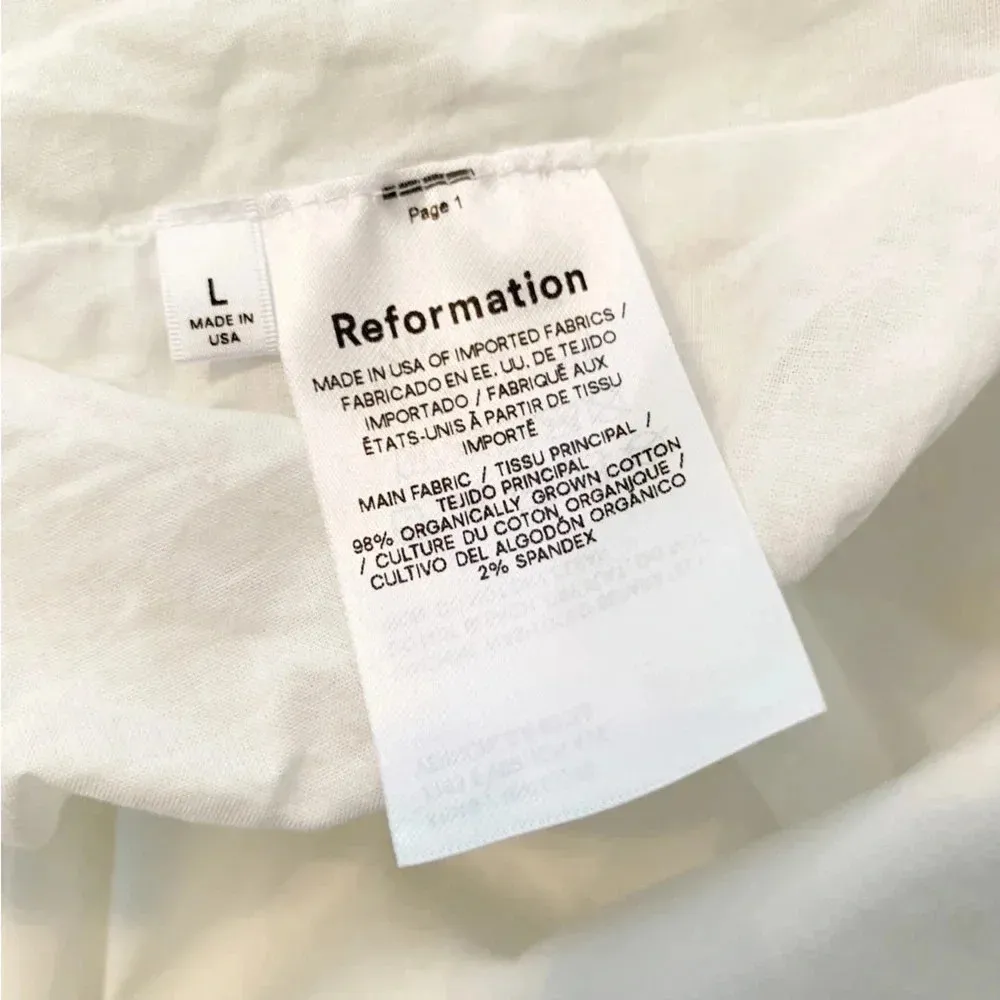 Page 1
L
MADE IN
USA
Reformation
MADE IN USA OF IMPORTED FABRICS /
FABRICADO EN EE. UU. DE TEJIDO
IMPORTADO / FABRIQUÉ AUX
ÉTATS-UNIS À PARTIR DE TISSU
IMPORTÉ
MAIN FABRIC / TISSU PRINCIPAL /
TEJIDO PRINCIPAL
98% ORGANICALLY GROWN COTTON
/ CULTURE DU COTON ORGANIQUE /
CULTIVO DEL ALGODÓN ORGÁNICO
2% SPANDEX